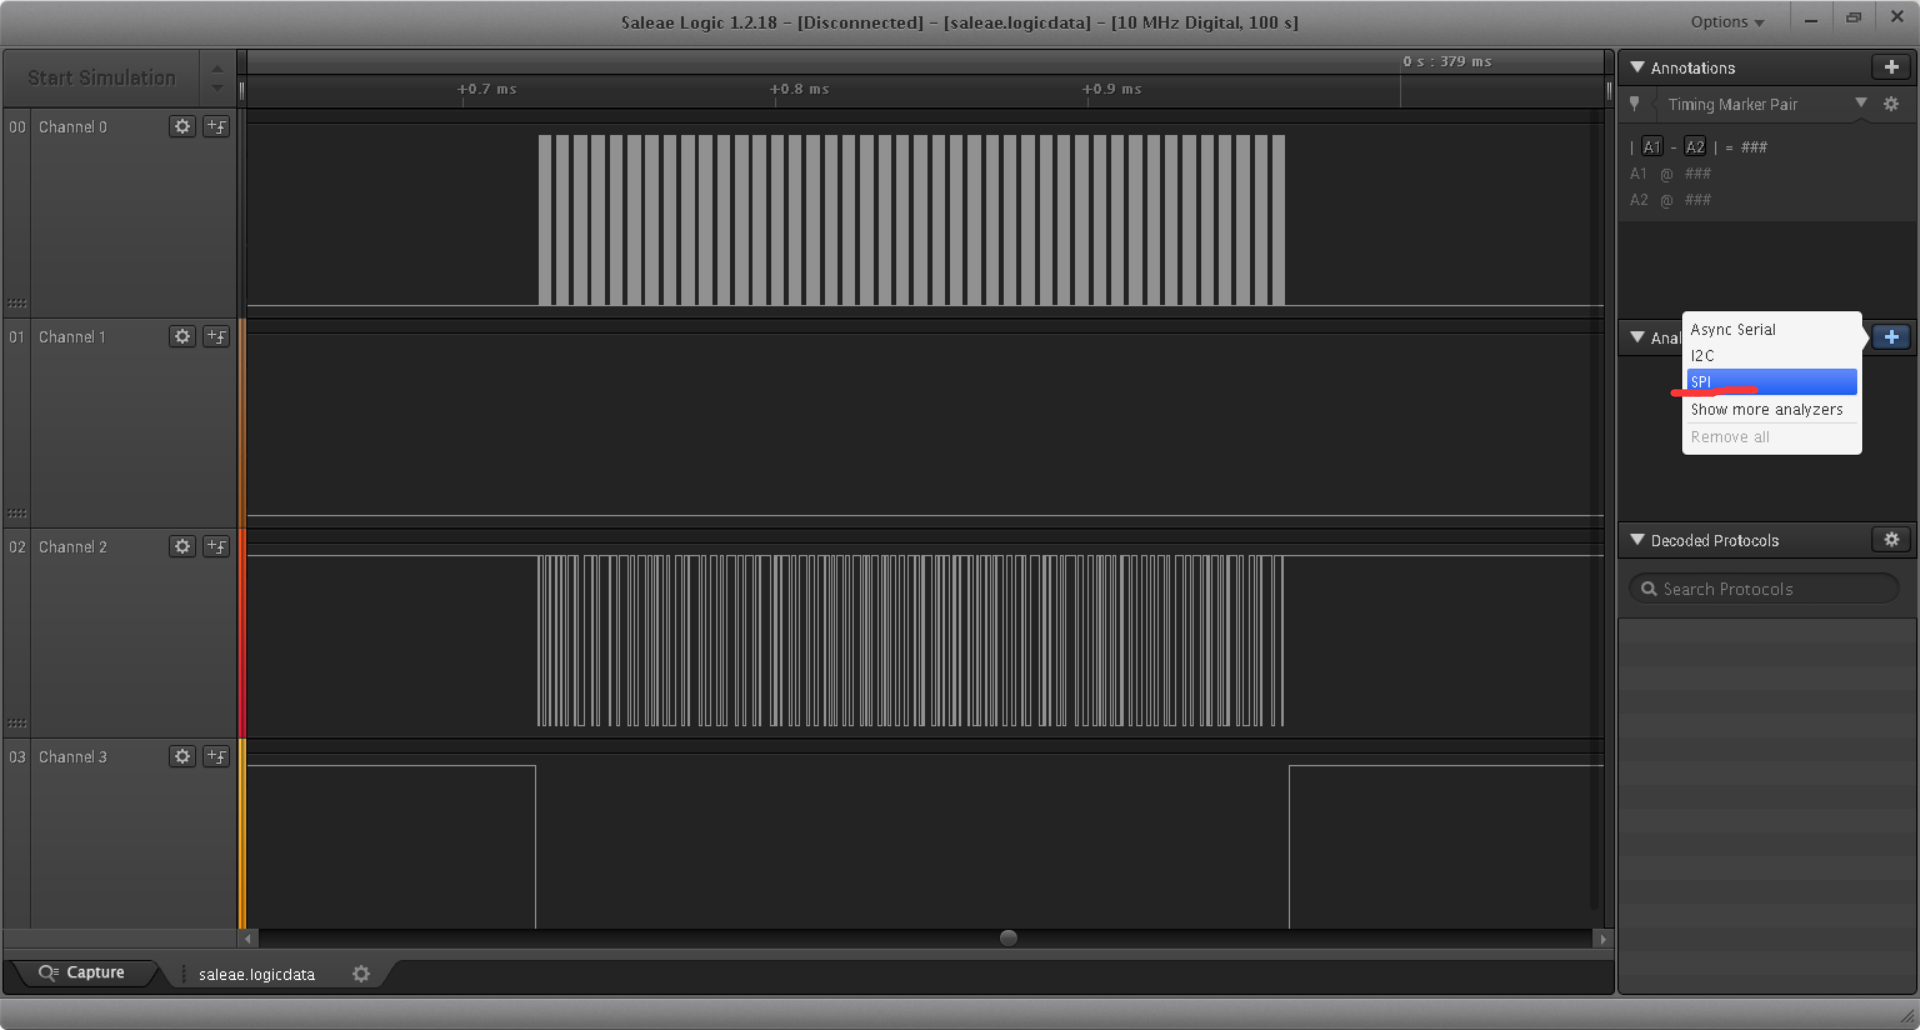 Saleae Logic 1.2.18 - [Disconnected] - [saleae.logicdata] - [10 MHz Digital, 100 s]
Options
Start Simulation
0 s : 379 ms
+0.7 ms
+0.8 ms
+0.9 ms
Annotations
Timing Marker Pair
| A1 - A2 | = ###
A1 @ ###
A2 @ ###
00 Channel 0
01 Channel 1
02 Channel 2
03 Channel 3
Anal
Async Serial
I2C
SPI
Show more analyzers
Remove all
Decoded Protocols
Search Protocols
Capture
saleae.logicdata